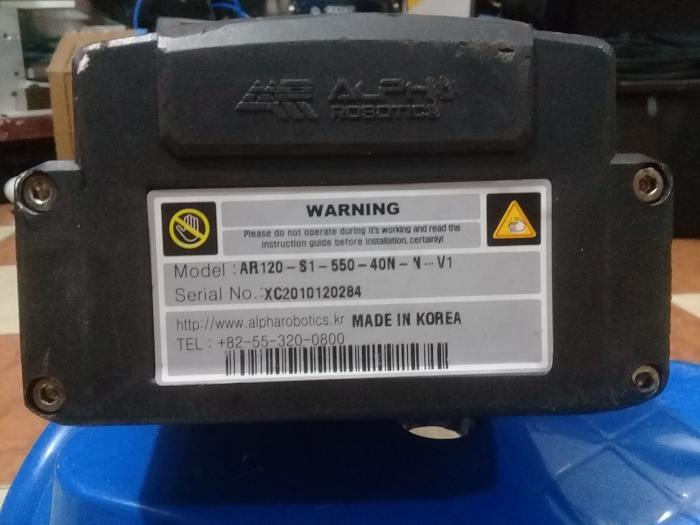 ALPHA
ROBOTICS
WARNING
Please do not operate during it's working and read the
instruction guide before installation, certainly!
Model : AR120-S1-550-40N-N-V1
Serial No. : XC2010120284
http://www.alpharobotics.kr MADE IN KOREA
TEL : +82-55-320-0800